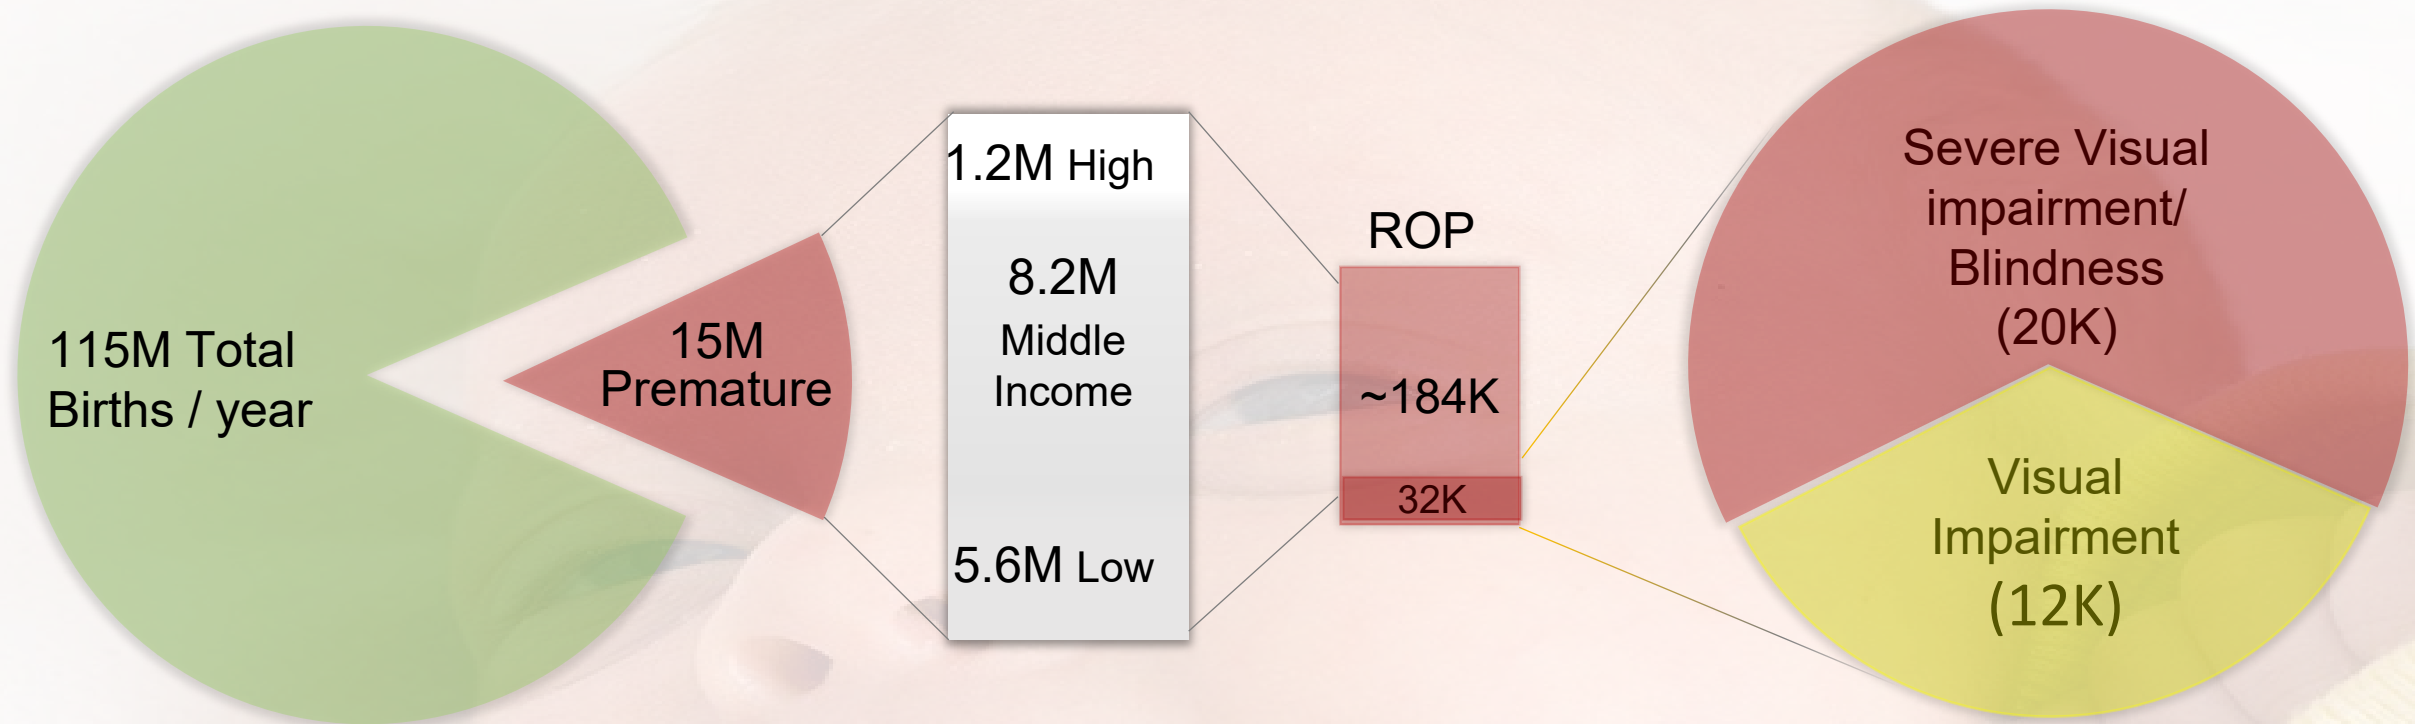 115M Total
Births / year
15M
Premature
1.2M High
8.2M
Middle
Income
5.6M Low
ROP
~184K
32K
Severe Visual
impairment/
Blindness
(20K)
Visual
Impairment
(12K)